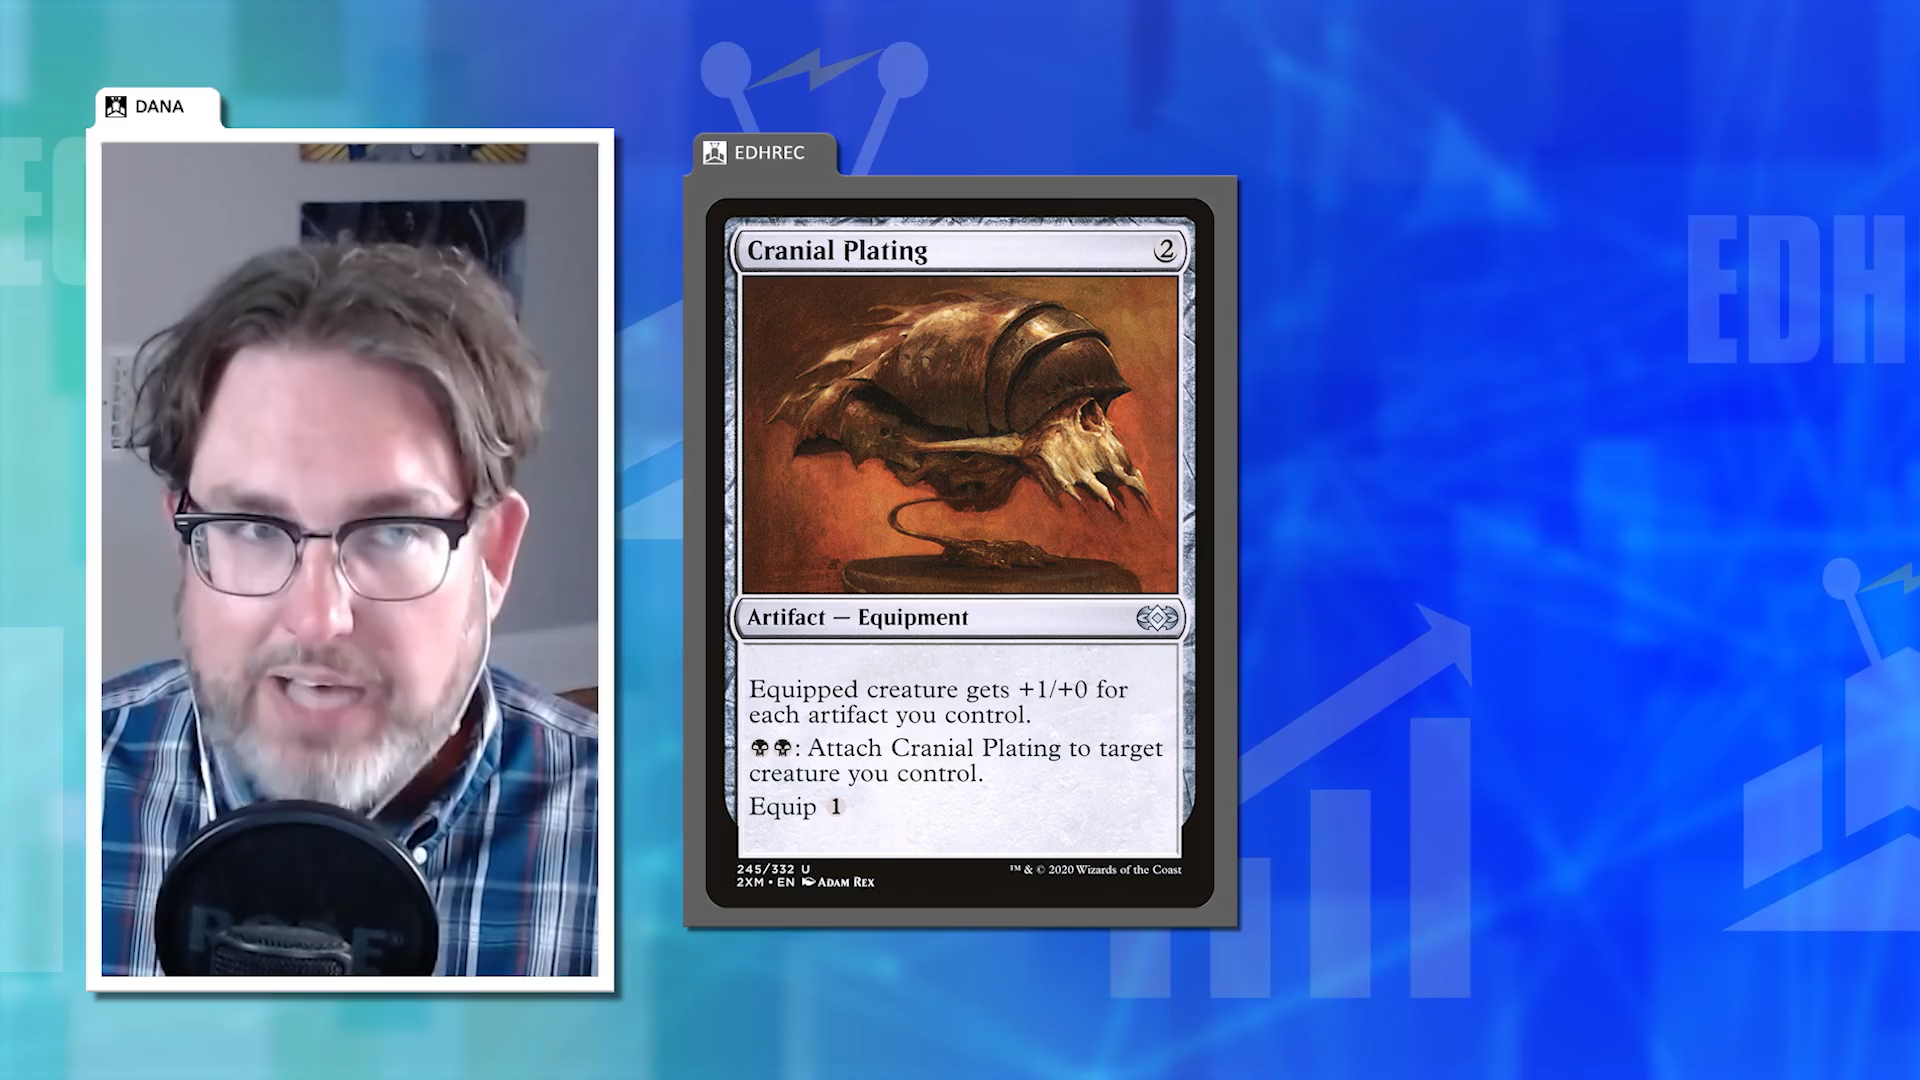 DANA
EDHREC
Cranial Plating 2
Artifact — Equipment
Equipped creature gets +1/+0 for
each artifact you control.
: Attach Cranial Plating to target
creature you control.
Equip 1
245/332 U
2XM • EN ADAM REX
™ & © 2020 Wizards of the Coast
RODE®
EDH